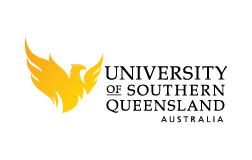 UNIVERSITY
OF SOUTHERN
QUEENSLAND
AUSTRALIA